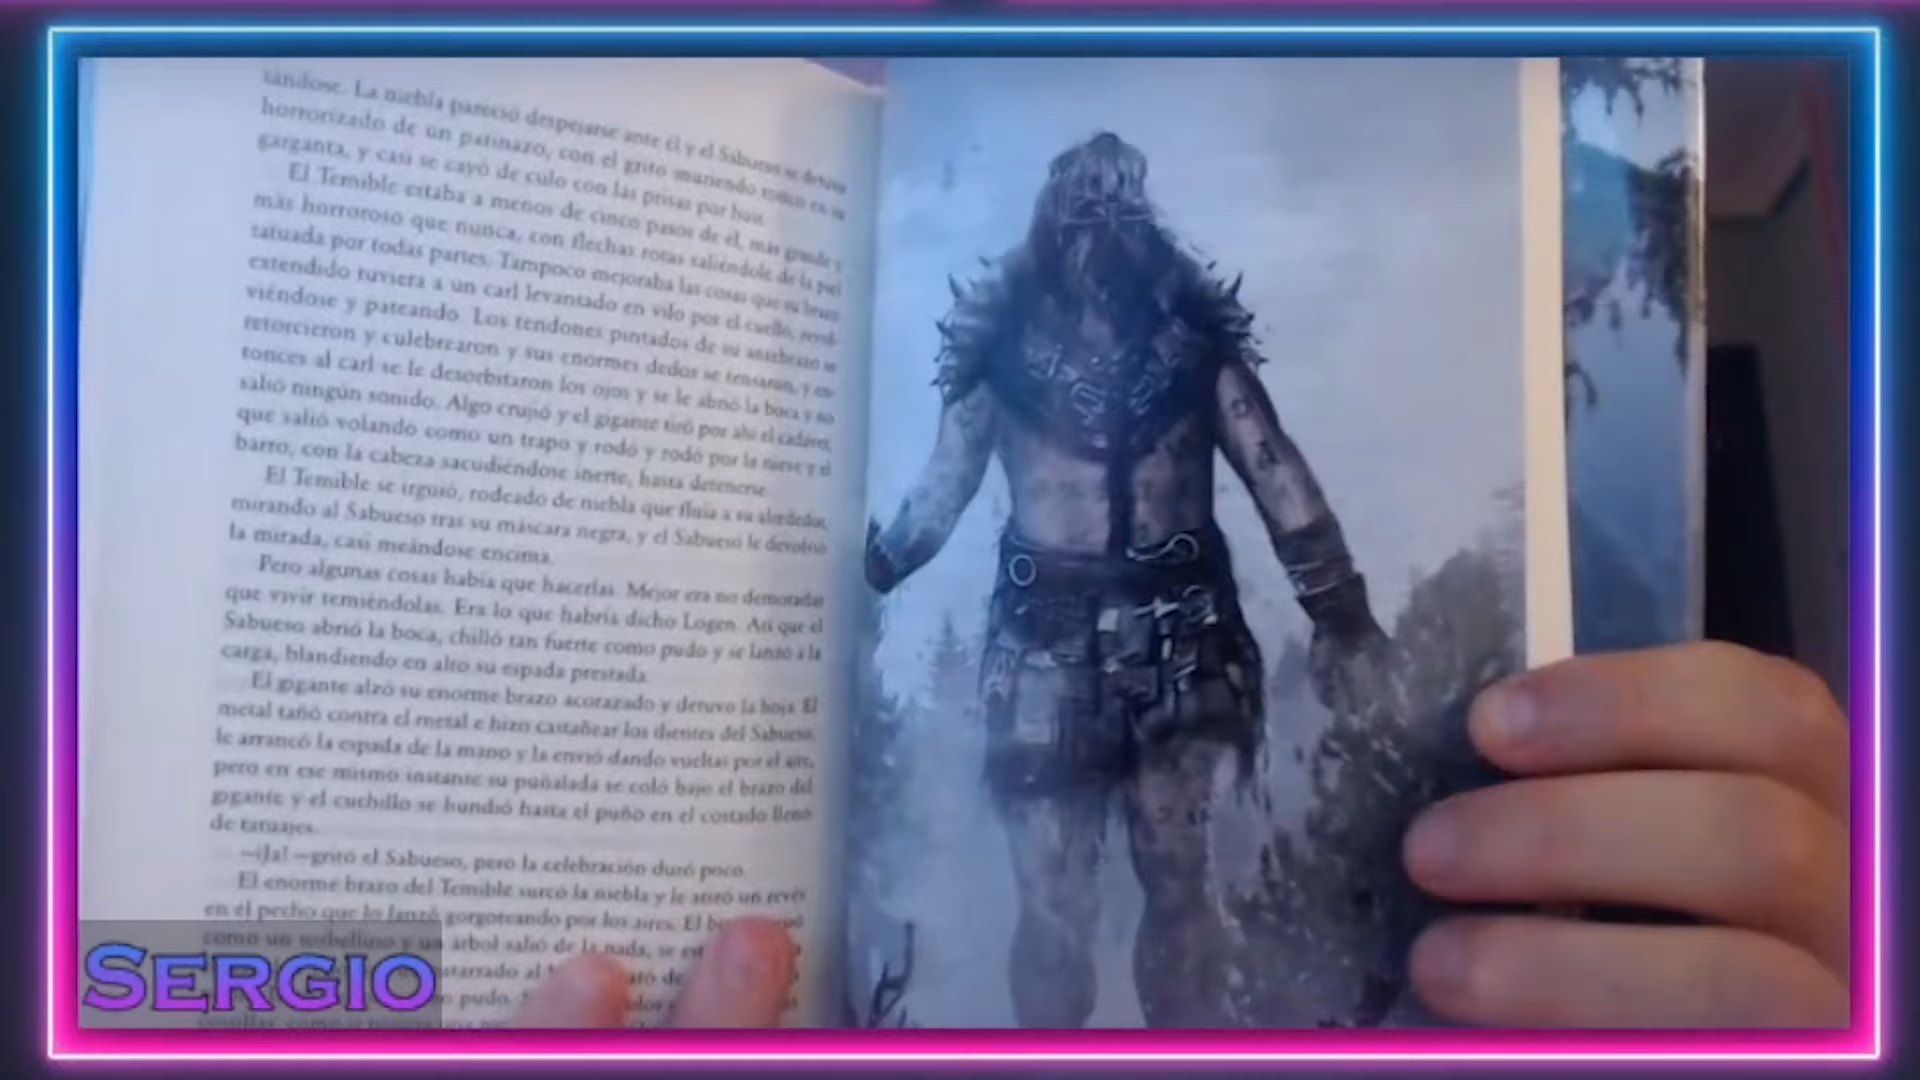 tándose. La niebla pareció despejarse ante él y el Sabueso se detuvo
horrorizado de un patinazo, con el grito muriendo ronco en su
garganta, y casi se cayó de culo con las prisas por huir.
El Temible estaba a menos de cinco pasos de él, más grande y
más horroroso que nunca, con flechas rotas saliéndole de la piel
tatuada por todas partes. Tampoco mejoraba las cosas que su brazo
extendido tuviera a un carl levantado en vilo por el cuello, revol-
viéndose y pateando. Los tendones pintados de su antebrazo se
retorcieron y culebrearon y sus enormes dedos se tensaron, y en-
tonces al carl se le desorbitaron los ojos y se le abrió la boca y no
salió ningún sonido. Algo crujió y el gigante tiró por ahí el cadáver,
que salió volando como un trapo y rodó y rodó por la nieve y el
barro, con la cabeza sacudiéndose inerte, hasta detenerse.
El Temible se irguió, rodeado de niebla que fluía a su alrededor,
mirando al Sabueso tras su máscara negra, y el Sabueso le devolvió
la mirada, casi meándose encima.
Pero algunas cosas había que hacerlas. Mejor era no demorarlas
que vivir temiéndolas. Era lo que habría dicho Logen. Así que el
Sabueso abrió la boca, chilló tan fuerte como pudo y se lanzó a la
carga, blandiendo en alto su espada prestada.
El gigante alzó su enorme brazo acorazado y detuvo la hoja. El
metal tañó contra el metal e hizo castañear los dientes del Sabueso,
le arrancó la espada de la mano y la envió dando vueltas por el aire,
pero en ese mismo instante su puñalada se coló bajo el brazo del
gigante y el cuchillo se hundió hasta el puño en el costado lleno
de tatuajes.
—¡Ja! —gritó el Sabueso, pero la celebración duró poco.
El enorme brazo del Temible surcó la niebla y le atizó un revés
en el pecho que lo lanzó gorgoteando por los aires. El
como un torbellino y un árbol salió de la nada, se
al
pudo.
como si
SERGIO